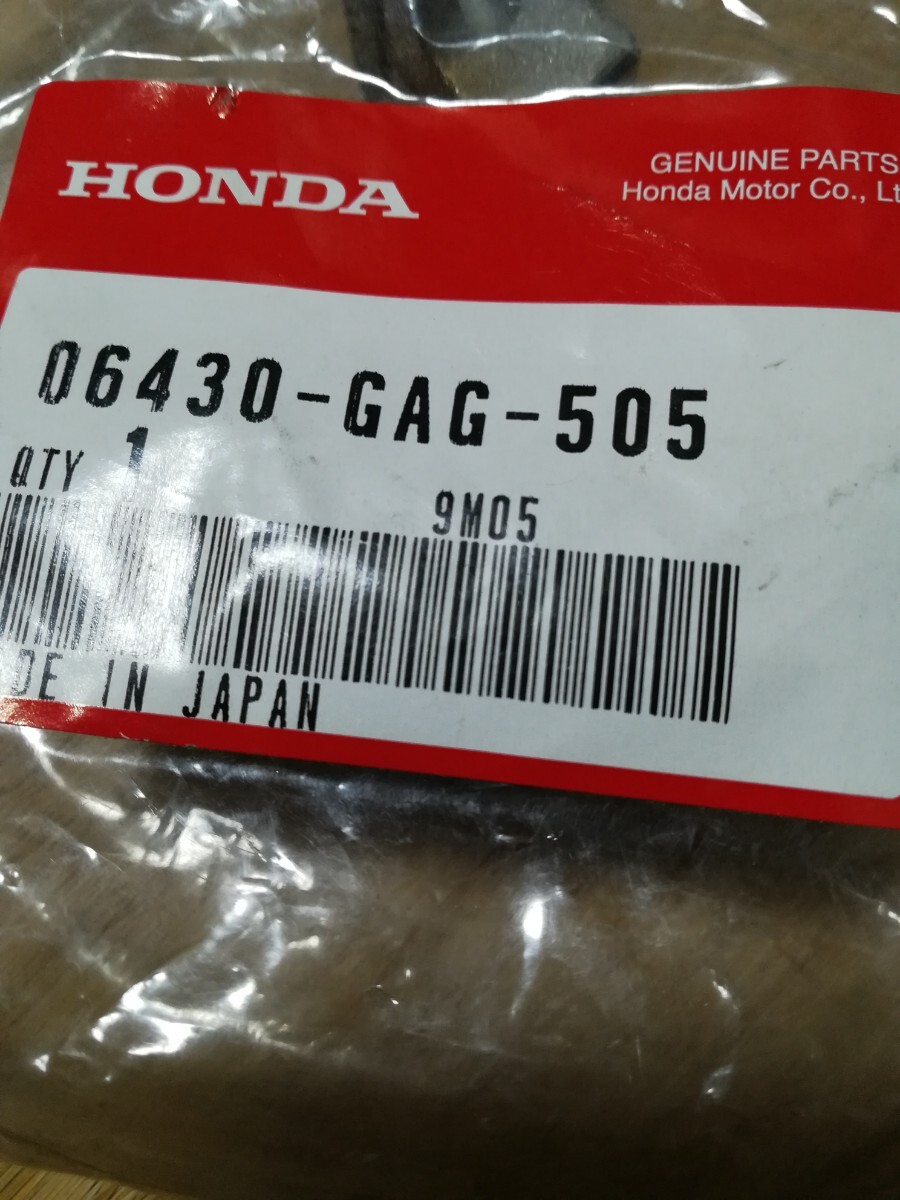 HONDA
GENUINE PARTS
Honda Motor Co., Lt
06430-GAG-505
QTY 1
9M05
DE IN JAPAN